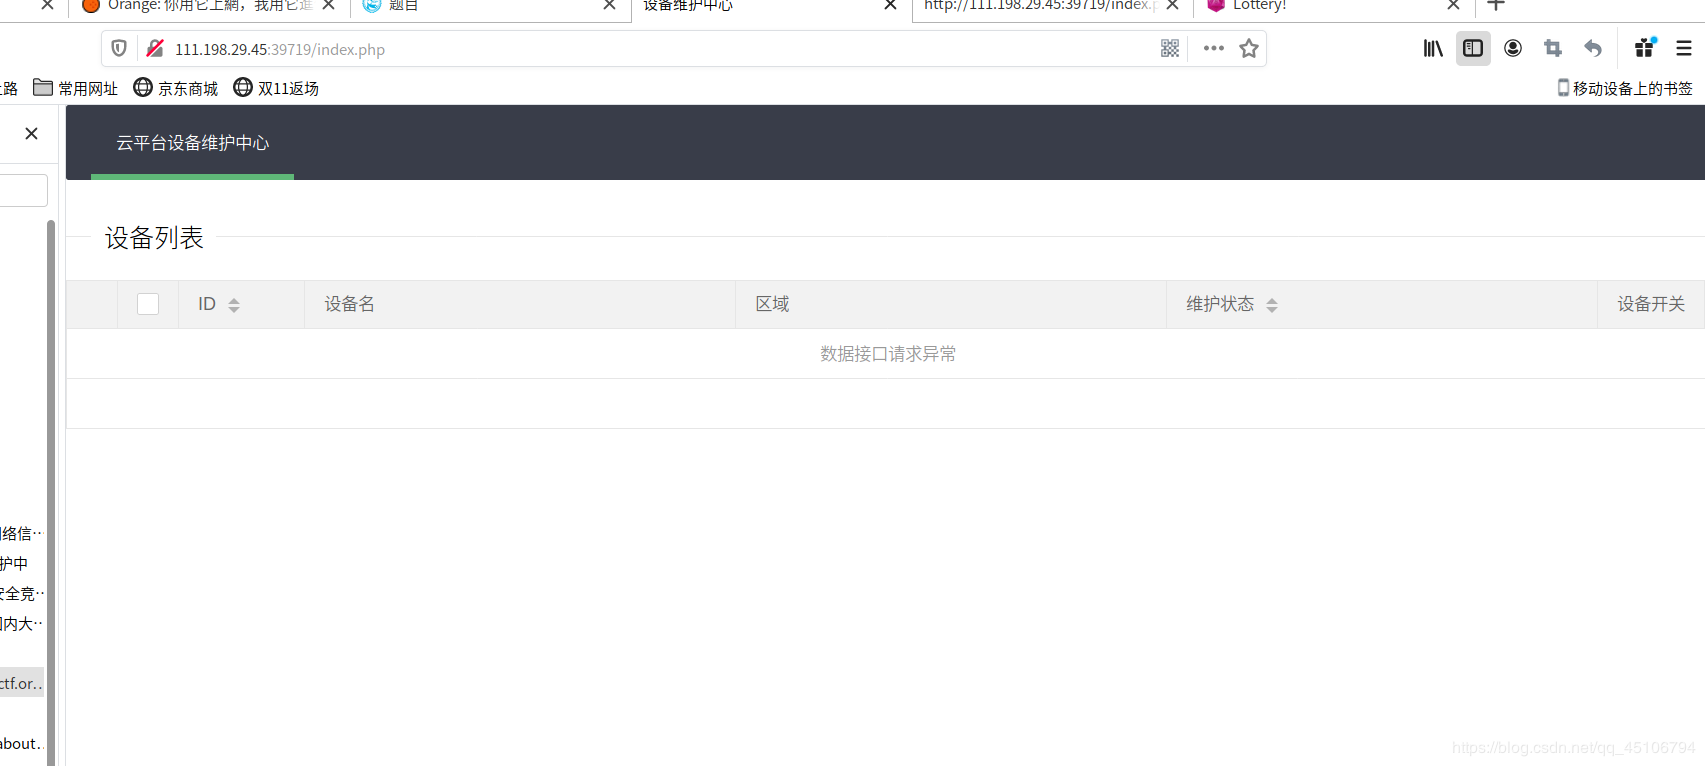 Orange: 你用它上網，我用它進
题目
设备维护中心
http://111.198.29.45:39719/index.p
Lottery!
111.198.29.45:39719/index.php
路 常用网址 京东商城 双11返场 移动设备上的书签
云平台设备维护中心
设备列表
ID 设备名 区域 维护状态 设备开关
数据接口请求异常
络信…
护中
安全竞…
内大…
ctf.or…
about…
https://blog.csdn.net/qq_45106794